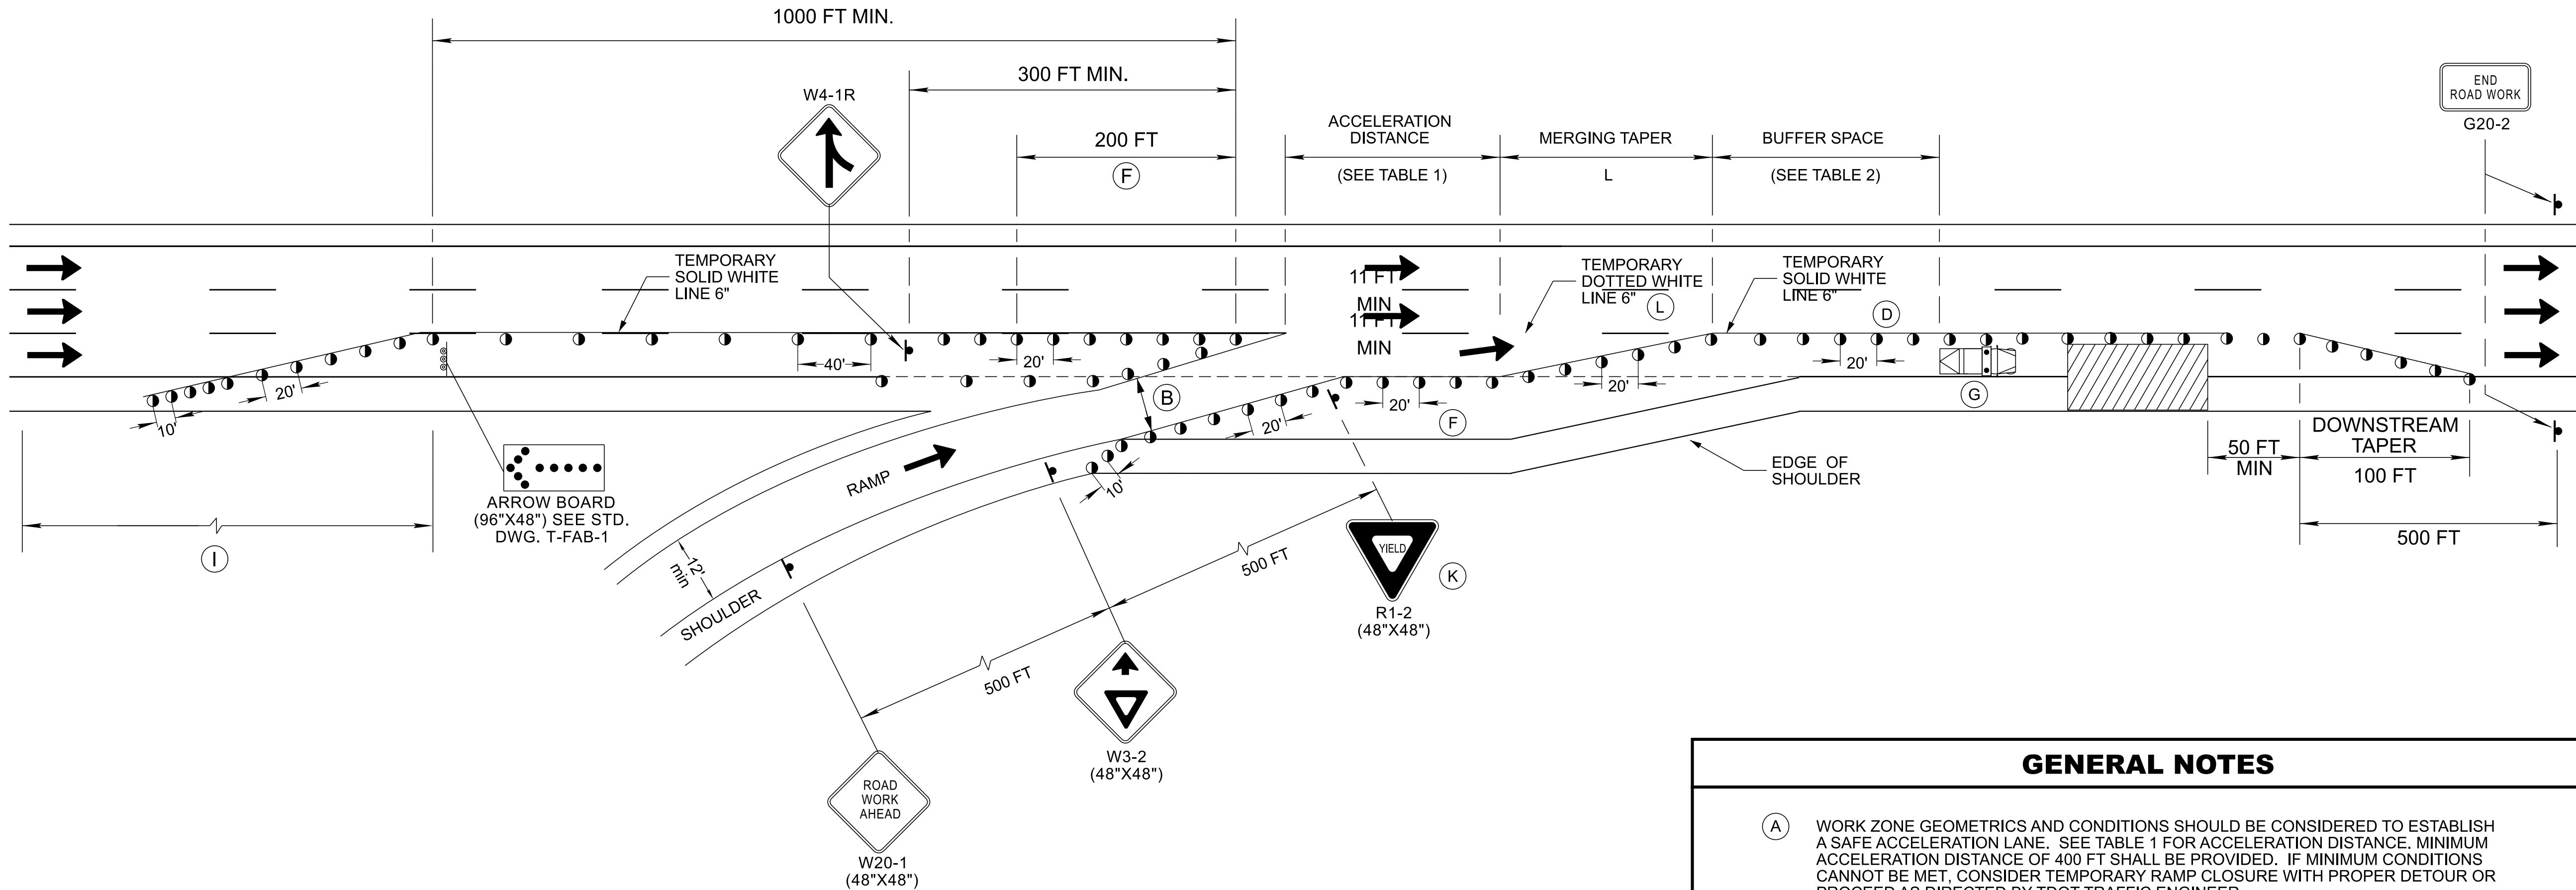 1000 FT MIN.
300 FT MIN.
W4-1R
200 FT
F
ACCELERATION
DISTANCE
(SEE TABLE 1)
MERGING TAPER
L
BUFFER SPACE
(SEE TABLE 2)
END
ROAD WORK
G20-2
TEMPORARY
SOLID WHITE
LINE 6"
11 FT
MIN
11 FT
MIN
TEMPORARY
DOTTED WHITE
LINE 6"
L
TEMPORARY
SOLID WHITE
LINE 6"
D
40'
20'
20'
10'
B
20'
20'
F
20'
20'
G
10'
ARROW BOARD
(96"X48") SEE STD.
DWG. T-FAB-1
I
RAMP
12'
min
SHOULDER
EDGE OF
SHOULDER
50 FT
MIN
DOWNSTREAM
TAPER
100 FT
500 FT
500 FT
YIELD
K
R1-2
(48"X48")
500 FT
W3-2
(48"X48")
ROAD
WORK
AHEAD
W20-1
(48"X48")
GENERAL NOTES
A WORK ZONE GEOMETRICS AND CONDITIONS SHOULD BE CONSIDERED TO ESTABLISH
A SAFE ACCELERATION LANE. SEE TABLE 1 FOR ACCELERATION DISTANCE. MINIMUM
ACCELERATION DISTANCE OF 400 FT SHALL BE PROVIDED. IF MINIMUM CONDITIONS
CANNOT BE MET, CONSIDER TEMPORARY RAMP CLOSURE WITH PROPER DETOUR OR
PROCEED AS DIRECTED BY TDOT TRAFFIC ENGINEER